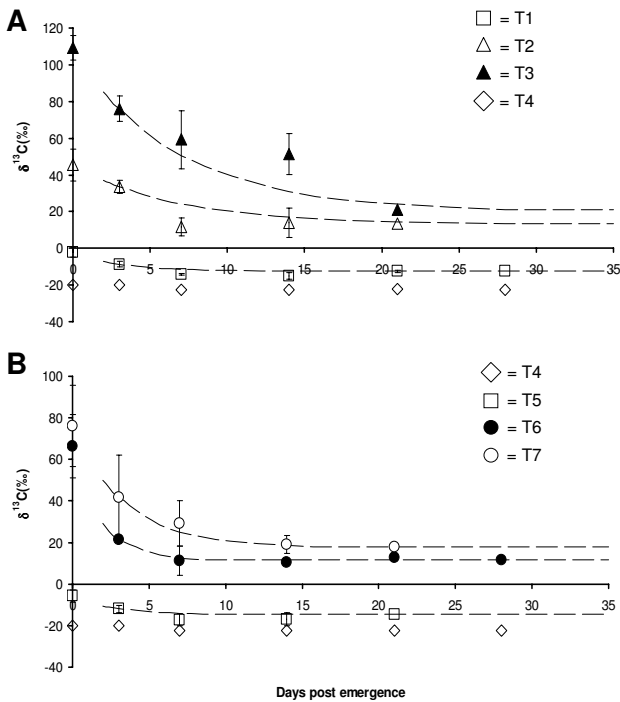 A
120
100
80
60
40
20
0
-20
-40
δ¹³C(‰)
0 5 10 15 20 25 30 35
= T1
= T2
= T3
= T4
B
100
80
60
40
20
0
-20
-40
δ¹³C(‰)
0 5 10 15 20 25 30 35
= T4
= T5
= T6
= T7
Days post emergence